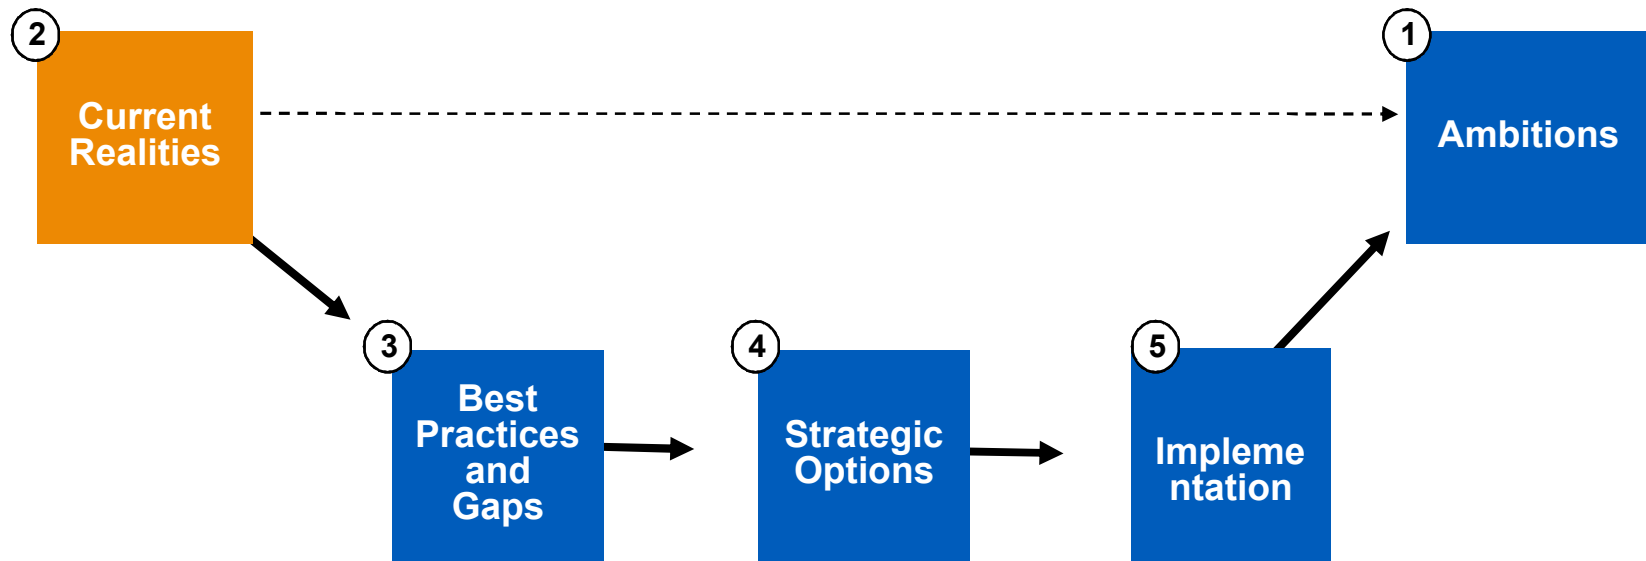 2
Current
Realities
1
Ambitions
3
Best
Practices
and
Gaps
4
Strategic
Options
5
Impleme
ntation